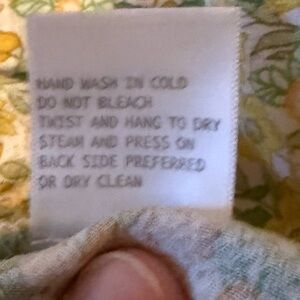 HAND WASH IN COLD
DO NOT BLEACH
TWIST AND HANG TO DRY
STEAM AND PRESS ON
BACK SIDE PREFERRED
OR DRY CLEAN